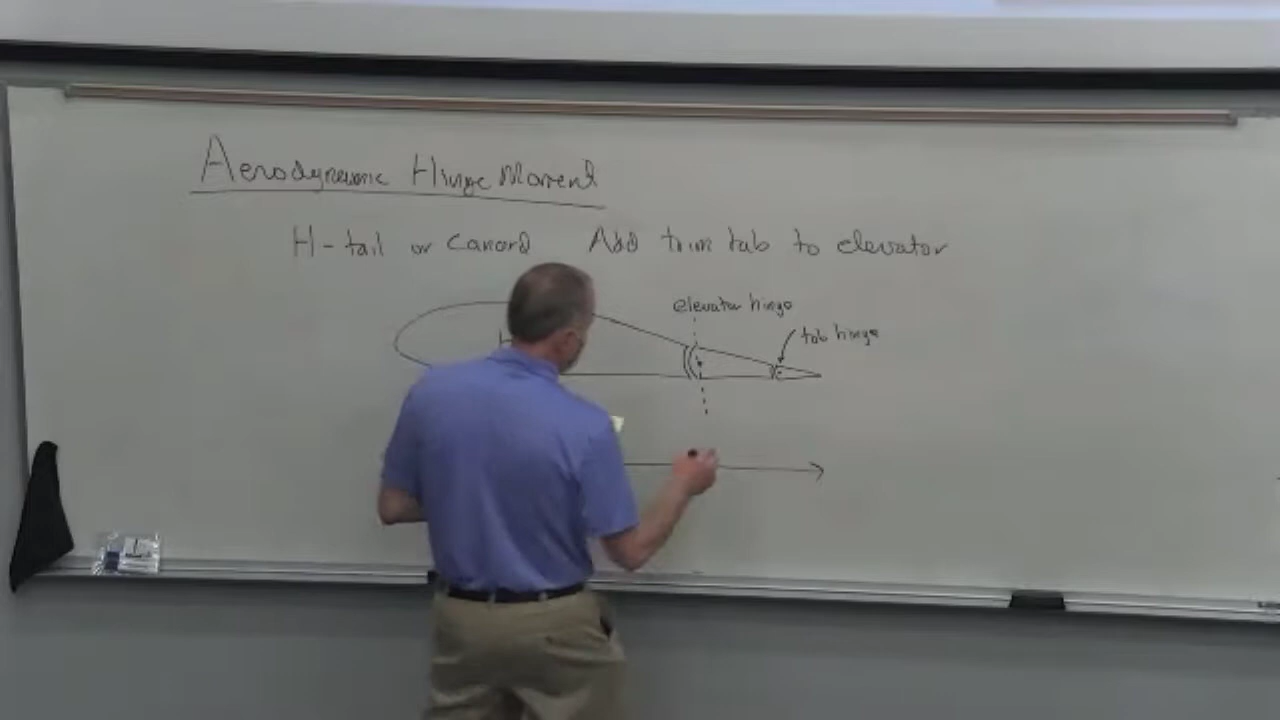 Aerodynamic Hinge Moment
H-tail or Canard Add trim tab to elevator
elevator hinge
tab hinge